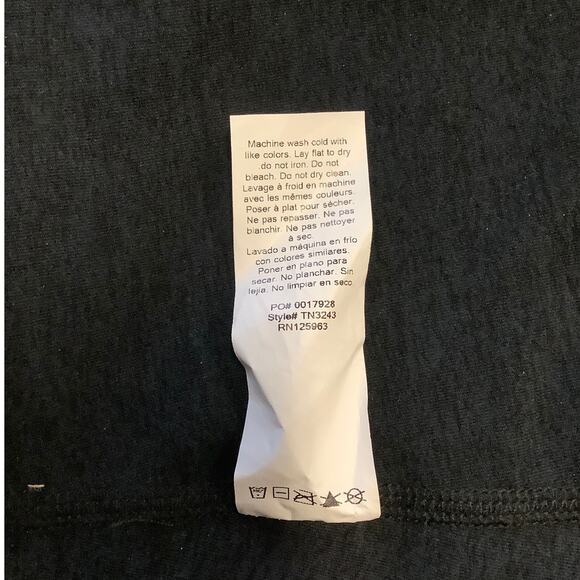 Machine wash cold with
like colors. Lay flat to dry
.do not iron. Do not
bleach. Do not dry clean.
Lavage à froid en machine
avec les mêmes couleurs.
Poser à plat pour sécher.
Ne pas repasser. Ne pas
blanchir. Ne pas nettoyer
à sec.
Lavado a máquina en frío
con colores similares.
Poner en plano para
secar. No planchar. Sin
lejía. No limpiar en seco.
PO# 0017928
Style# TN3243
RN125963